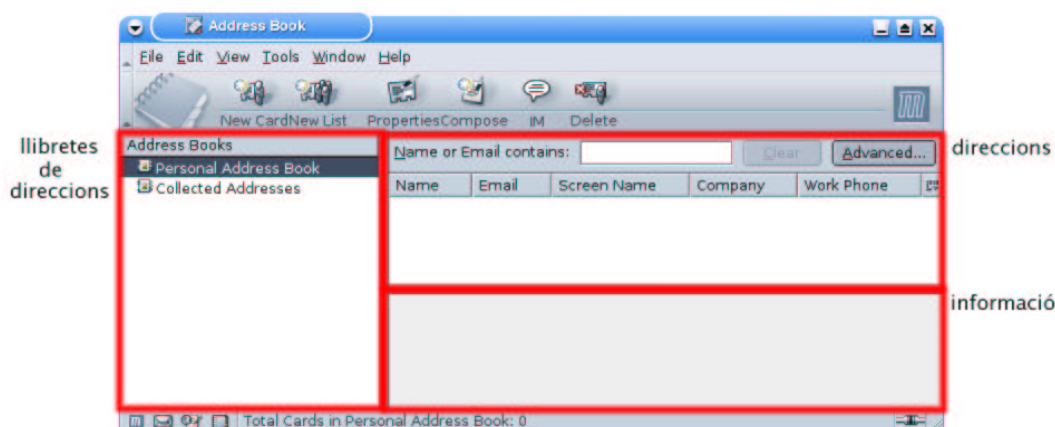 Address Book
File Edit View Tools Window Help
New Card New List Properties Compose IM Delete
llibretes
de
direccions
Address Books
Personal Address Book
Collected Addresses
Name or Email contains: Clear Advanced...
Name Email Screen Name Company Work Phone
direccions
informació
Total Cards in Personal Address Book: 0